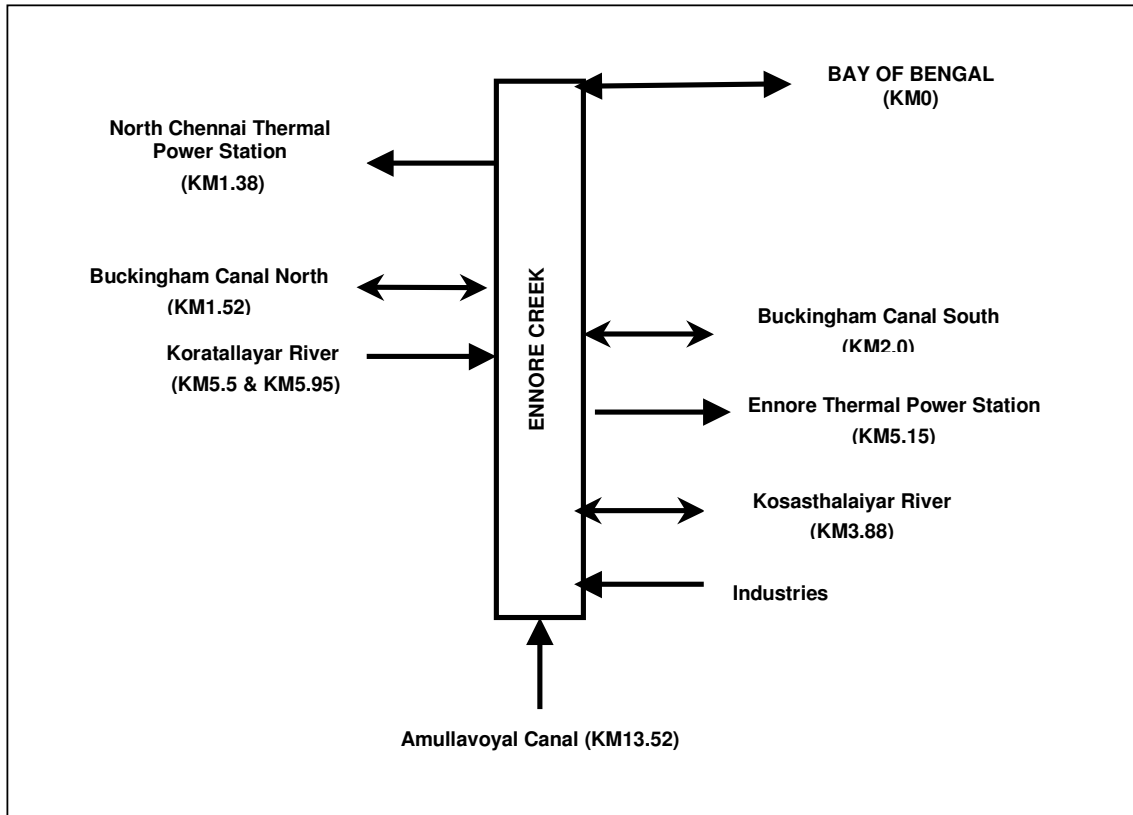 BAY OF BENGAL
(KM0)
North Chennai Thermal
Power Station
(KM1.38)
Buckingham Canal North
(KM1.52)
Koratallayar River
(KM5.5 & KM5.95)
ENNORE CREEK
Buckingham Canal South
(KM2.0)
Ennore Thermal Power Station
(KM5.15)
Kosasthalaiyar River
(KM3.88)
Industries
Amullavoyal Canal (KM13.52)